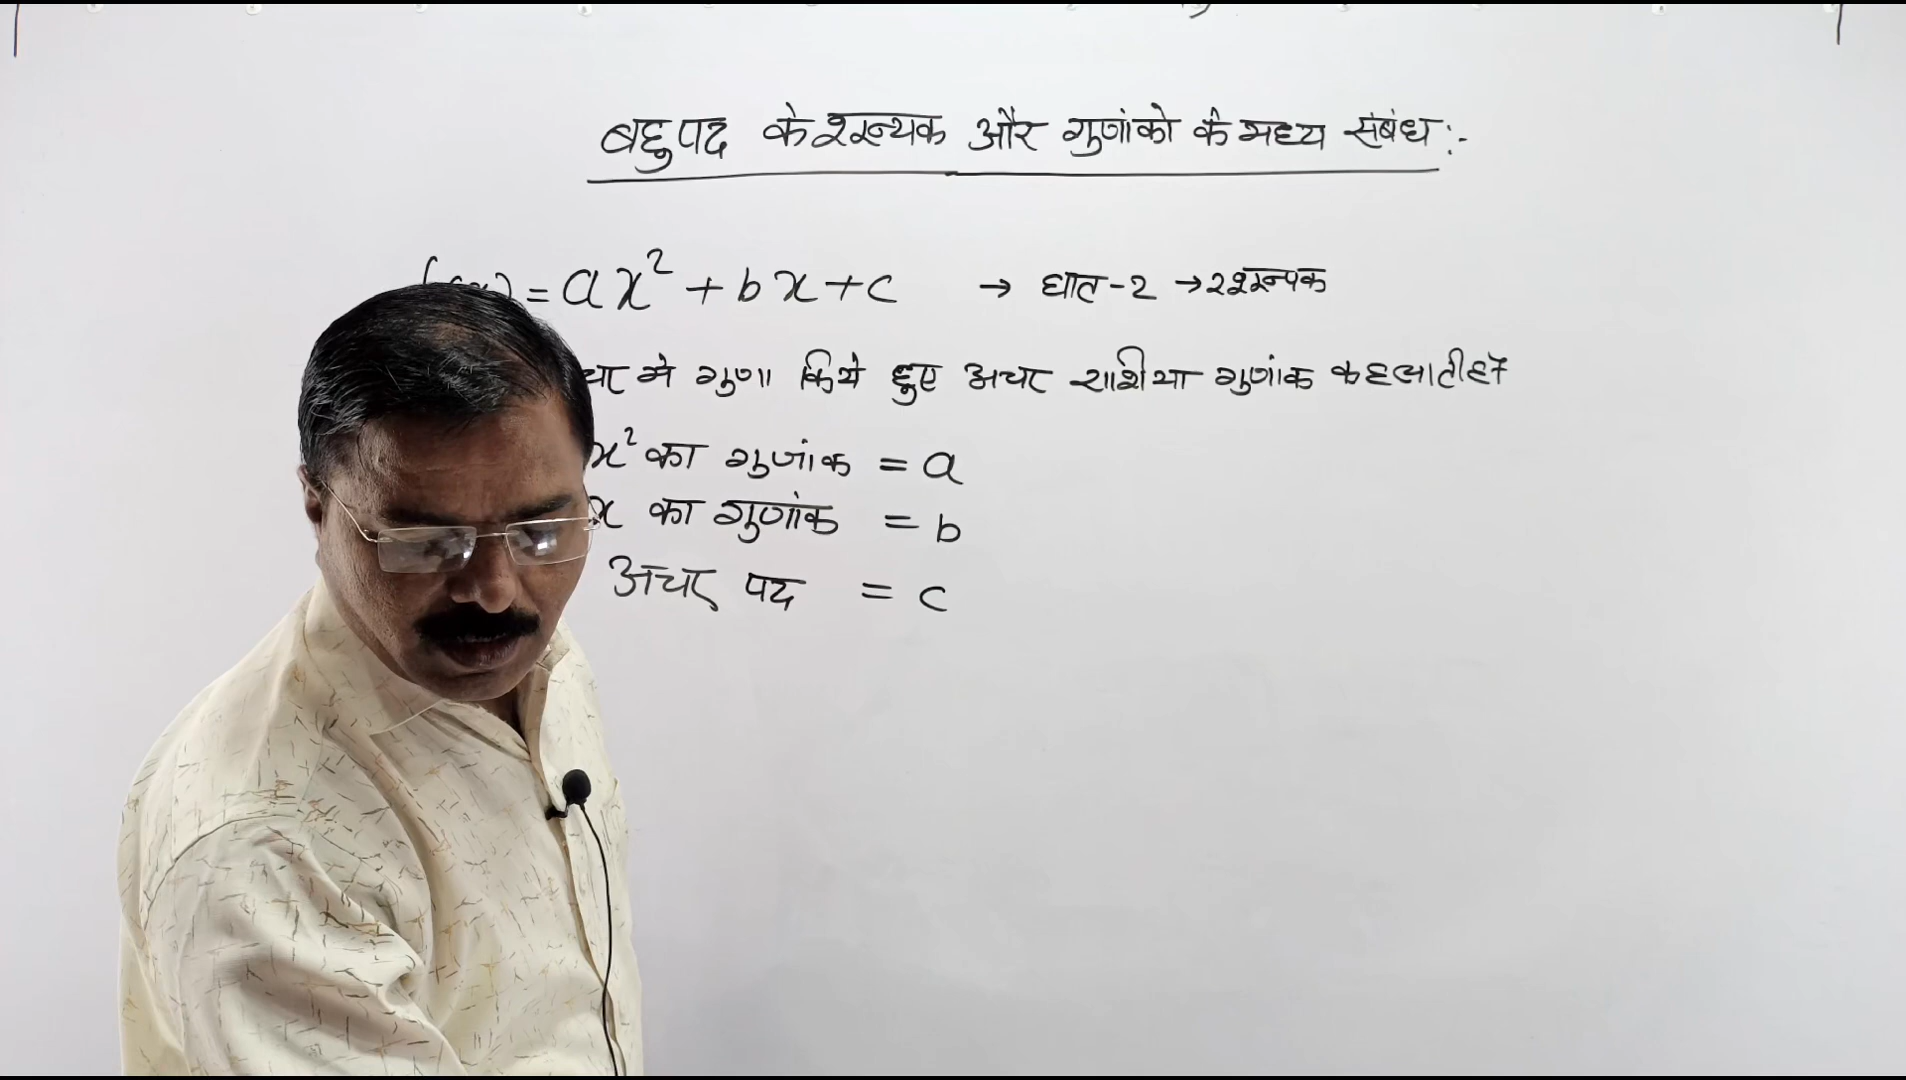 बहुपद के शून्यक और गुणांको के मध्य संबंध :-
= ax² + bx + c → घात - 2 → 2 शून्यक
मे गुणा किये हुए अचर राशीया गुणांक कहलाती है
x² का गुणांक = a
x का गुणांक = b
अचर पद = c